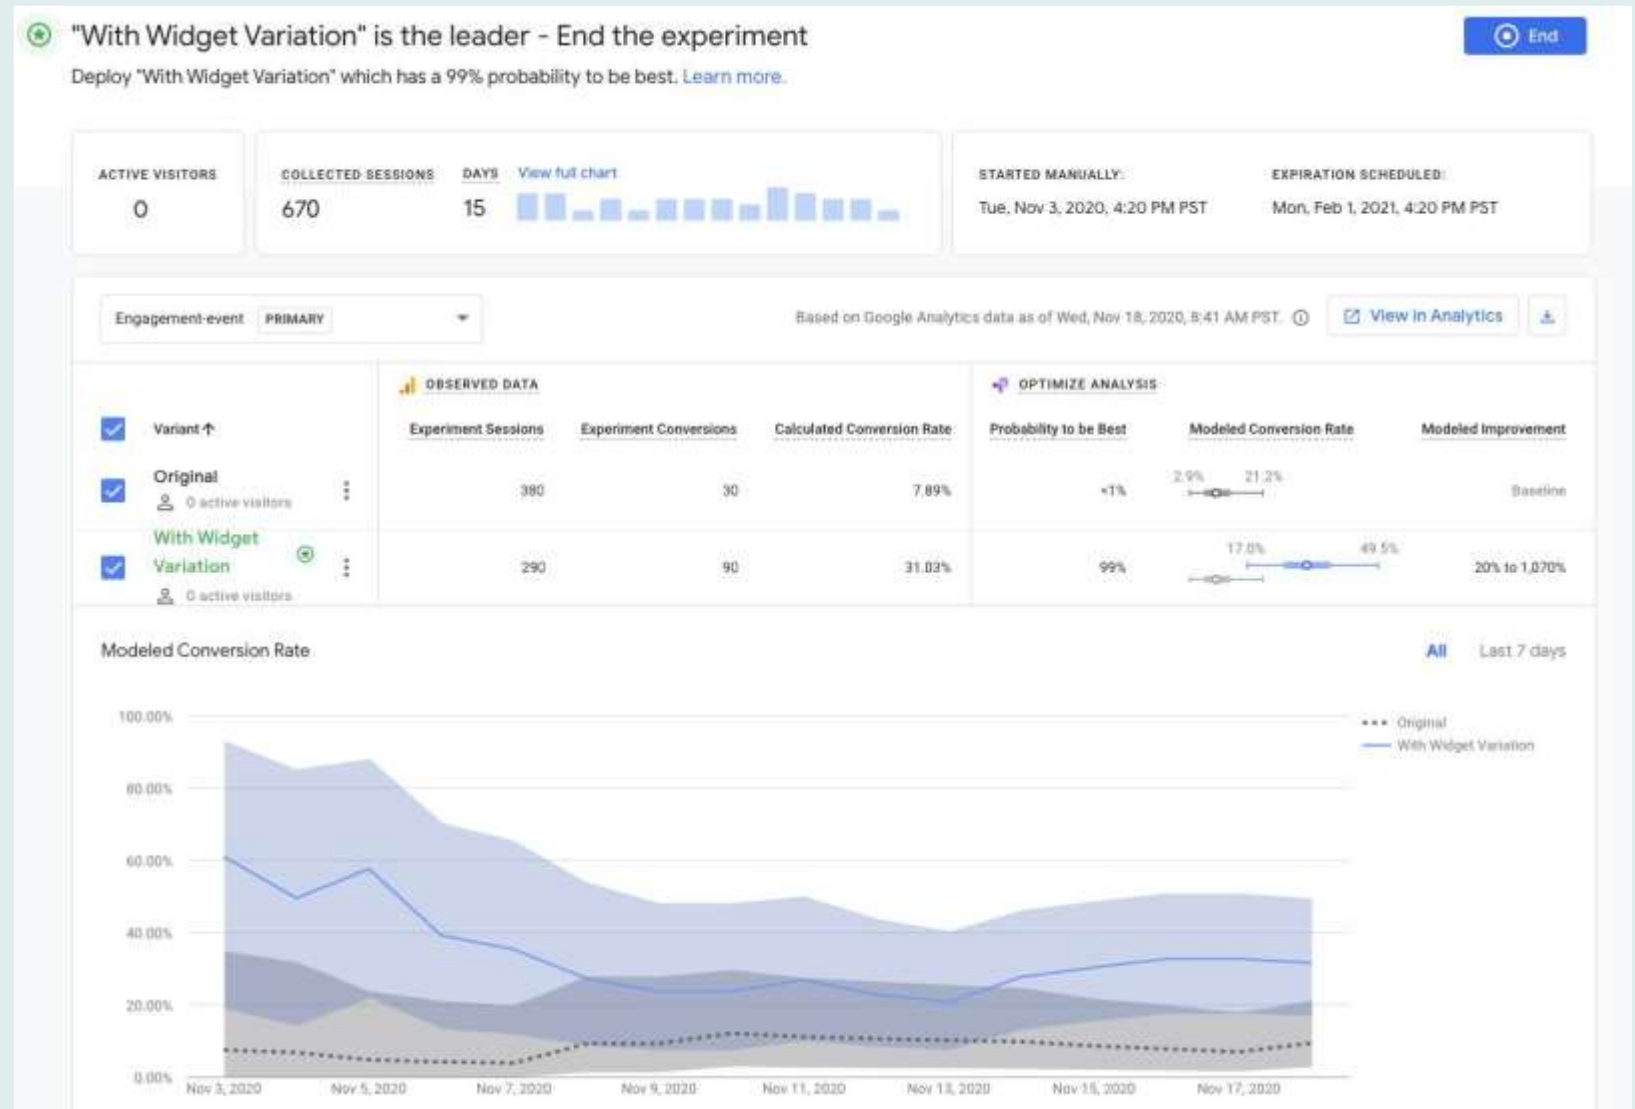 "With Widget Variation" is the leader - End the experiment
End
Deploy "With Widget Variation" which has a 99% probability to be best. Learn more.
ACTIVE VISITORS
0
COLLECTED SESSIONS
670
DAYS
15
View full chart
STARTED MANUALLY:
Tue, Nov 3, 2020, 4:20 PM PST
EXPIRATION SCHEDULED:
Mon, Feb 1, 2021, 4:20 PM PST
Engagement-event PRIMARY
Based on Google Analytics data as of Wed, Nov 18, 2020, 8:41 AM PST.
View in Analytics
OBSERVED DATA
OPTIMIZE ANALYSIS
Variant Experiment Sessions Experiment Conversions Calculated Conversion Rate Probability to be Best Modeled Conversion Rate Modeled Improvement
Original
0 active visitors
380 30 7.89% <1% 2.9% 21.2% Baseline
With Widget
Variation
0 active visitors
290 90 31.03% 99% 17.0% 49.5% 20% to 1,070%
Modeled Conversion Rate
All Last 7 days
100.00%
80.00%
60.00%
40.00%
20.00%
0.00%
Original
With Widget Variation
Nov 3, 2020 Nov 5, 2020 Nov 7, 2020 Nov 9, 2020 Nov 11, 2020 Nov 13, 2020 Nov 15, 2020 Nov 17, 2020